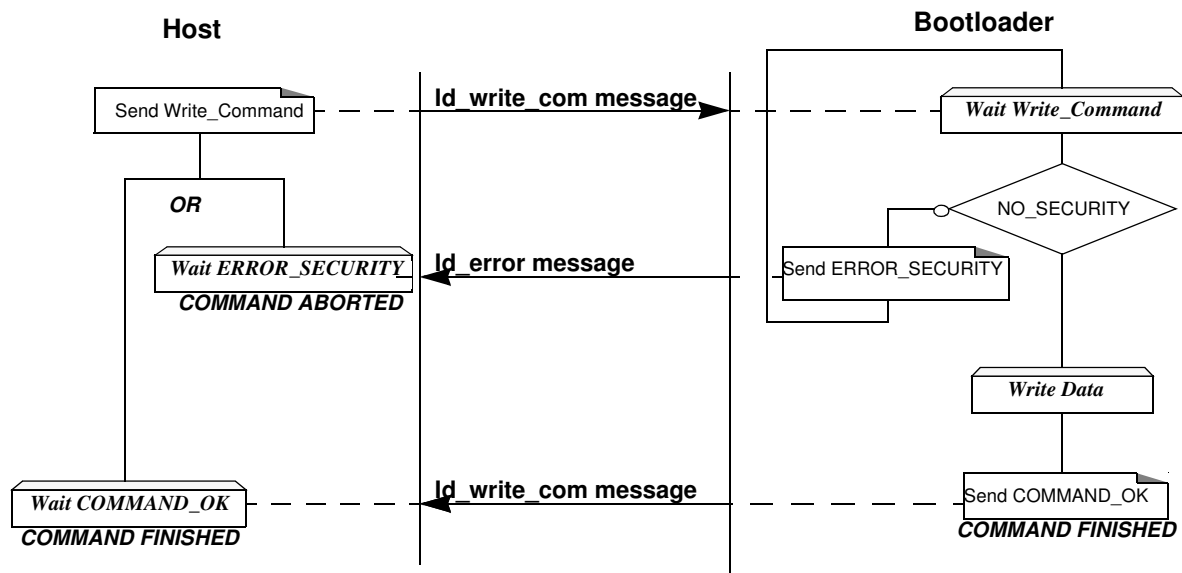 Host
Bootloader
Send Write_Command
Id_write_com message
Wait Write_Command
OR
NO_SECURITY
Wait ERROR_SECURITY
Id_error message
Send ERROR_SECURITY
COMMAND ABORTED
Write Data
Wait COMMAND_OK
Id_write_com message
Send COMMAND_OK
COMMAND FINISHED
COMMAND FINISHED